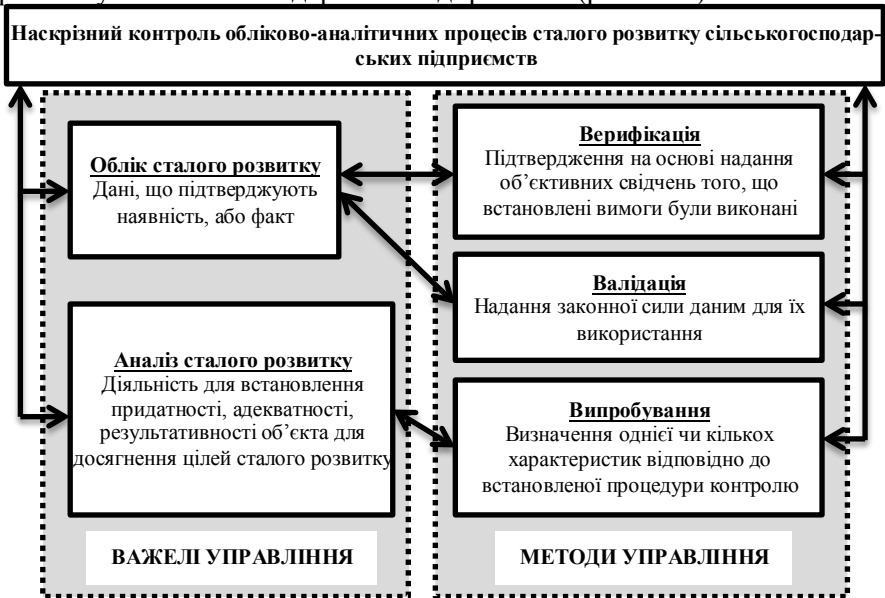 Наскрізний контроль обліково-аналітичних процесів сталого розвитку сільськогосподар-
ських підприємств
Облік сталого розвитку
Дані, що підтверджують
наявність, або факт
Аналіз сталого розвитку
Діяльність для встановлення
придатності, адекватності,
результативності об’єкта для
досягнення цілей сталого розвитку
ВАЖЕЛІ УПРАВЛІННЯ
Верифікація
Підтвердження на основі надання
об’єктивних свідчень того, що
встановлені вимоги були виконані
Валідація
Надання законної сили даним для їх
використання
Випробування
Визначення однієї чи кількох
характеристик відповідно до
встановленої процедури контролю
МЕТОДИ УПРАВЛІННЯ